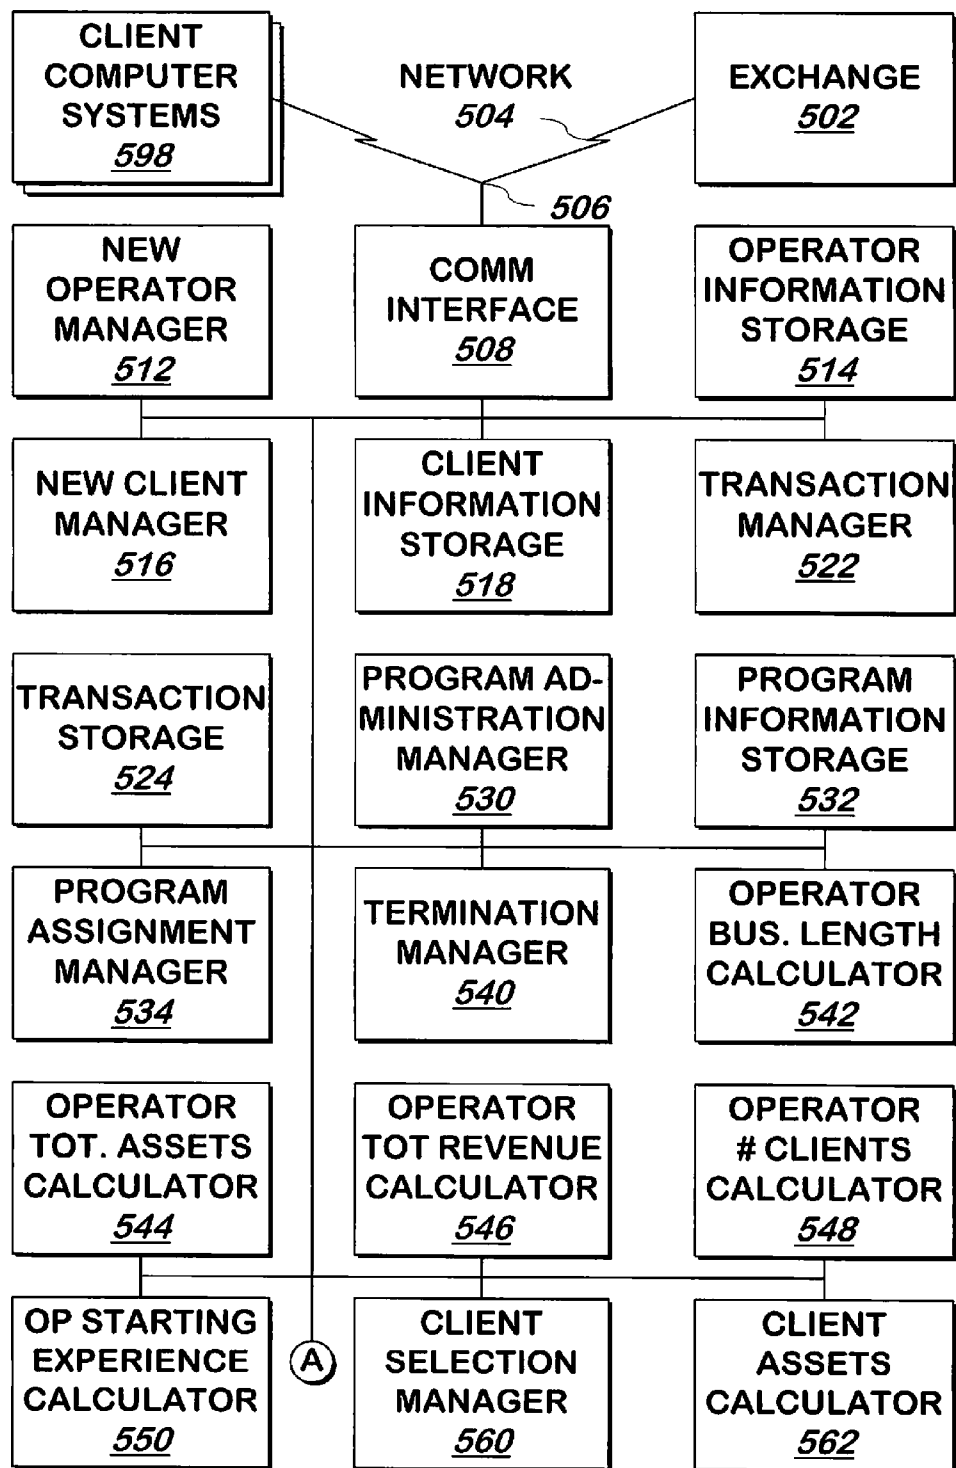 CLIENT
COMPUTER
SYSTEMS
598
NETWORK
504
EXCHANGE
502
506
NEW
OPERATOR
MANAGER
512
COMM
INTERFACE
508
OPERATOR
INFORMATION
STORAGE
514
NEW CLIENT
MANAGER
516
CLIENT
INFORMATION
STORAGE
518
TRANSACTION
MANAGER
522
TRANSACTION
STORAGE
524
PROGRAM AD-
MINISTRATION
MANAGER
530
PROGRAM
INFORMATION
STORAGE
532
PROGRAM
ASSIGNMENT
MANAGER
534
TERMINATION
MANAGER
540
OPERATOR
BUS. LENGTH
CALCULATOR
542
OPERATOR
TOT. ASSETS
CALCULATOR
544
OPERATOR
TOT REVENUE
CALCULATOR
546
OPERATOR
# CLIENTS
CALCULATOR
548
OP STARTING
EXPERIENCE
CALCULATOR
550
A
CLIENT
SELECTION
MANAGER
560
CLIENT
ASSETS
CALCULATOR
562